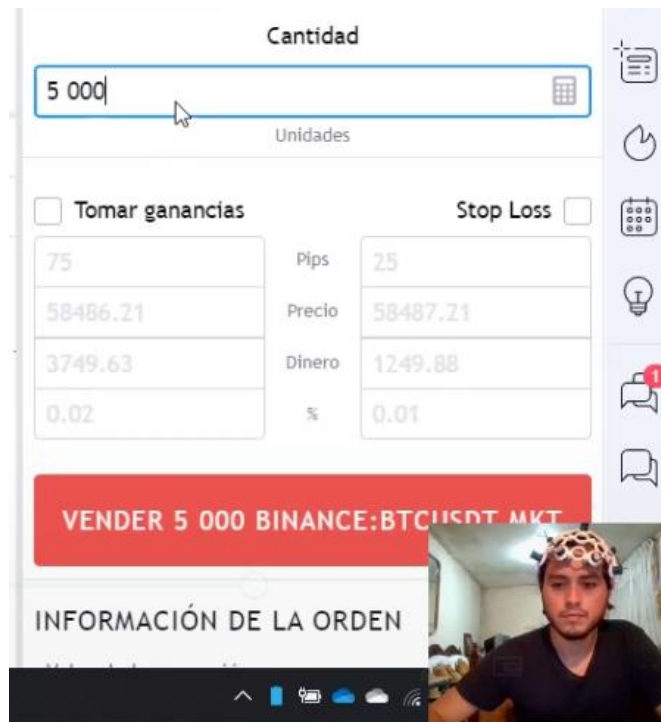 Cantidad
5 000
Unidades
Tomar ganancias Stop Loss
75 Pips 25
58486.21 Precio 58487.21
3749.63 Dinero 1249.88
0.02 % 0.01
1
VENDER 5 000 BINANCE:BTCUSDT MKT
INFORMACIÓN DE LA ORDEN